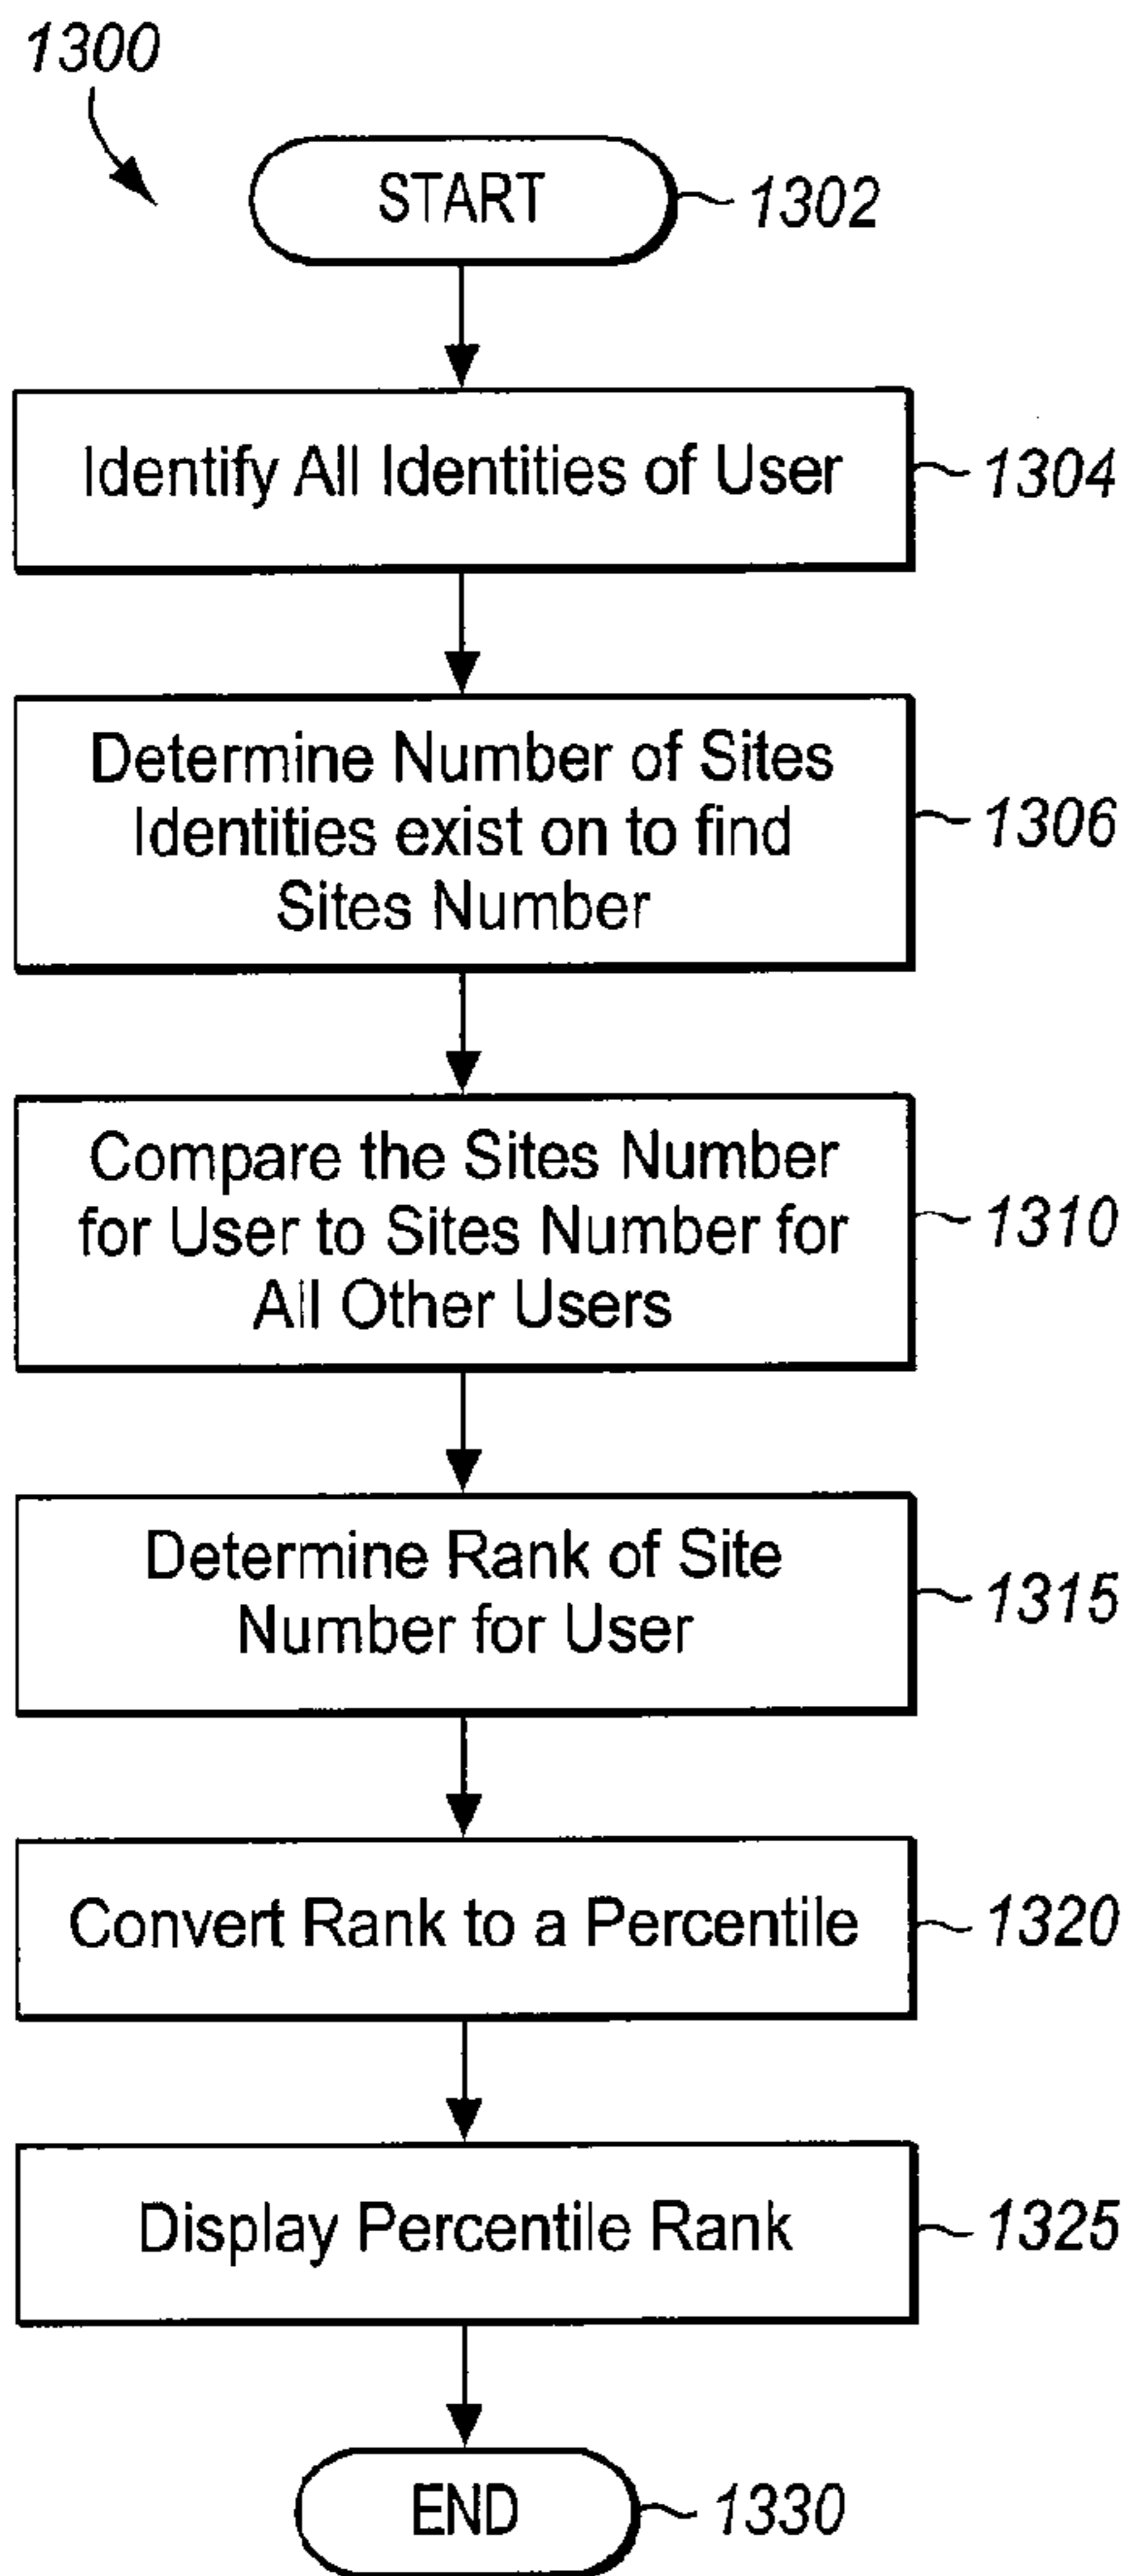 1300
START
1302
Identify All Identities of User
1304
Determine Number of Sites
Identities exist on to find
Sites Number
1306
Compare the Sites Number
for User to Sites Number for
All Other Users
1310
Determine Rank of Site
Number for User
1315
Convert Rank to a Percentile
1320
Display Percentile Rank
1325
END
1330